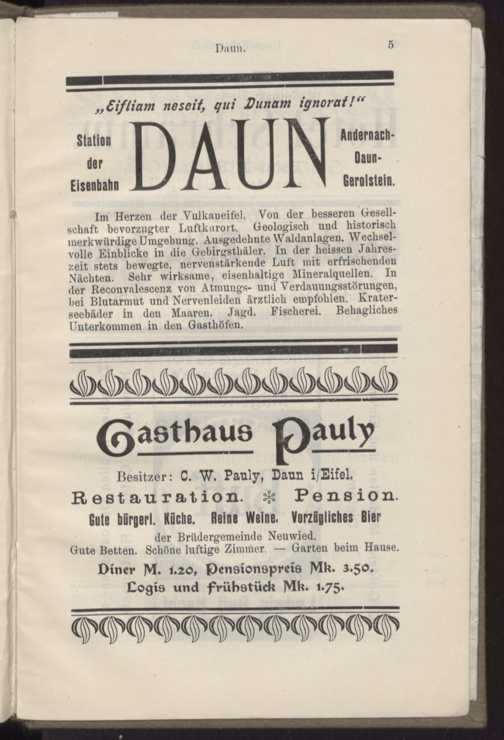 Daun. 5
„Eifliam neseit, qui Dunam ignorat!“
Station
der
Eisenbahn
DAUN
Andernach-
Daun-
Gerolstein.
Im Herzen der Vulkaneifel. Von der besseren Gesell-
schaft bevorzugter Luftkurort. Geologisch und historisch
merkwürdige Umgebung. Ausgedehnte Waldanlagen. Wechsel-
volle Einblicke in die Gebirgsthäler. In der heissen Jahres-
zeit stets bewegte, nervenstärkende Luft mit erfrischenden
Nächten. Sehr wirksame, eisenhaltige Mineralquellen. In
der Reconvalescenz von Atmungs- und Verdauungsstörungen,
bei Blutarmut und Nervenleiden ärztlich empfohlen. Krater-
seebäder in den Maaren. Jagd. Fischerei. Behagliches
Unterkommen in den Gasthöfen.
Gasthaus Pauly
Besitzer: C. W. Pauly, Daun i/Eifel.
Restauration. ✻ Pension.
Gute bürgerl. Küche. Reine Weine. Vorzügliches Bier
der Brüdergemeinde Neuwied.
Gute Betten. Schöne luftige Zimmer. — Garten beim Hause.
Diner M. 1.20, Pensionspreis Mk. 3.50.
Logis und Frühstück Mk. 1.75.